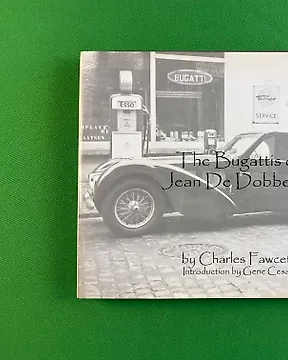 BUGATTI
ESSO
SERVICE
The Bugattis o
Jean De Dobbe
by Charles Fawcet
Introduction by Gene Cesa